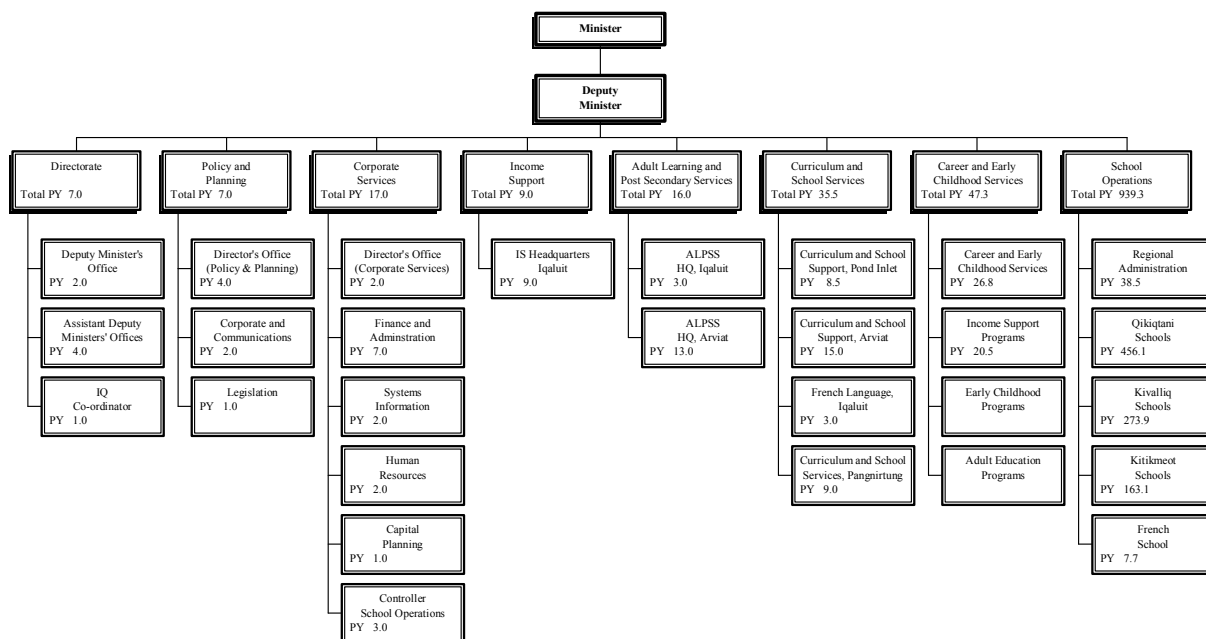 Minister
Deputy
Minister
Directorate
Total PY 7.0
Policy and
Planning
Total PY 7.0
Corporate
Services
Total PY 17.0
Income
Support
Total PY 9.0
Adult Learning and
Post Secondary Services
Total PY 16.0
Curriculum and
School Services
Total PY 35.5
Career and Early
Childhood Services
Total PY 47.3
School
Operations
Total PY 939.3
Deputy Minister's
Office
PY 2.0
Assistant Deputy
Ministers' Offices
PY 4.0
IQ
Co-ordinator
PY 1.0
Director's Office
(Policy & Planning)
PY 4.0
Corporate and
Communications
PY 2.0
Legislation
PY 1.0
Director's Office
(Corporate Services)
PY 2.0
Finance and
Adminstration
PY 7.0
Systems
Information
PY 2.0
Human
Resources
PY 2.0
Capital
Planning
PY 1.0
Controller
School Operations
PY 3.0
IS Headquarters
Iqaluit
PY 9.0
ALPSS
HQ, Iqaluit
PY 3.0
ALPSS
HQ, Arviat
PY 13.0
Curriculum and School
Support, Pond Inlet
PY 8.5
Curriculum and School
Support, Arviat
PY 15.0
French Language,
Iqaluit
PY 3.0
Curriculum and School
Services, Pangnirtung
PY 9.0
Career and Early
Childhood Services
PY 26.8
Income Support
Programs
PY 20.5
Early Childhood
Programs
Adult Education
Programs
Regional
Administration
PY 38.5
Qikiqtani
Schools
PY 456.1
Kivalliq
Schools
PY 273.9
Kitikmeot
Schools
PY 163.1
French
School
PY 7.7